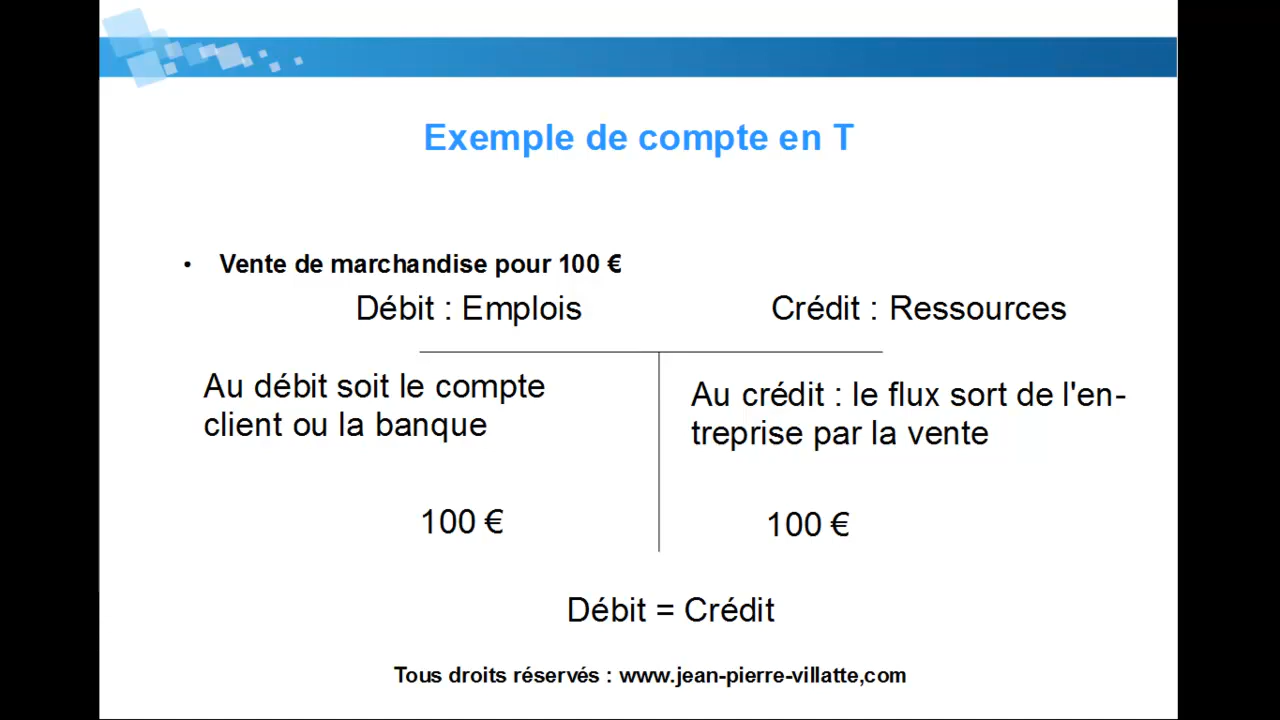 Exemple de compte en T
• Vente de marchandise pour 100 €
Débit : Emplois
Crédit : Ressources
Au débit soit le compte
client ou la banque
Au crédit : le flux sort de l'en-
treprise par la vente
100 €
100 €
Débit = Crédit
Tous droits réservés : www.jean-pierre-villatte,com